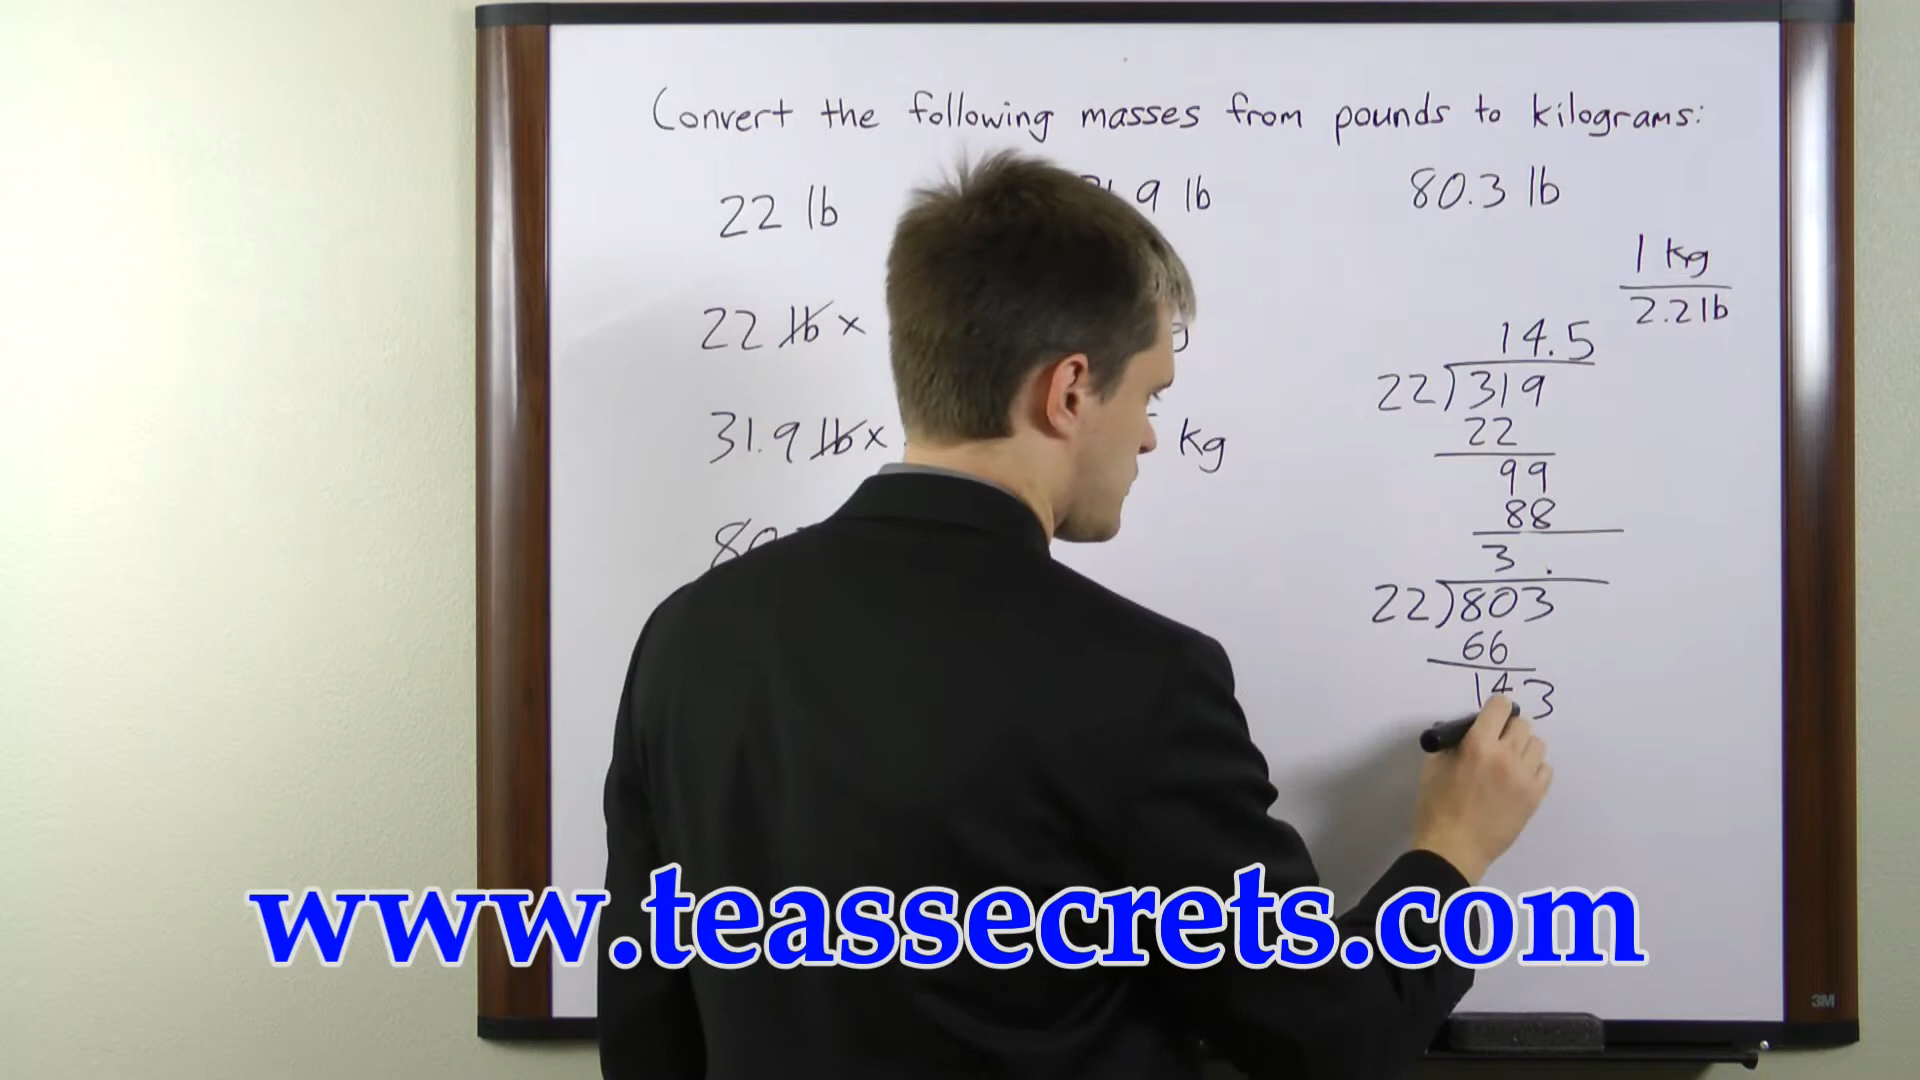 Convert the following masses from pounds to kilograms:
22 lb
.9 lb
80.3 lb
1 kg
2.2 lb
22 lb x
31.9 lb x
kg
80
14.5
22)319
22
99
88
3 .
22)803
66
143
www.teassecrets.com
3M